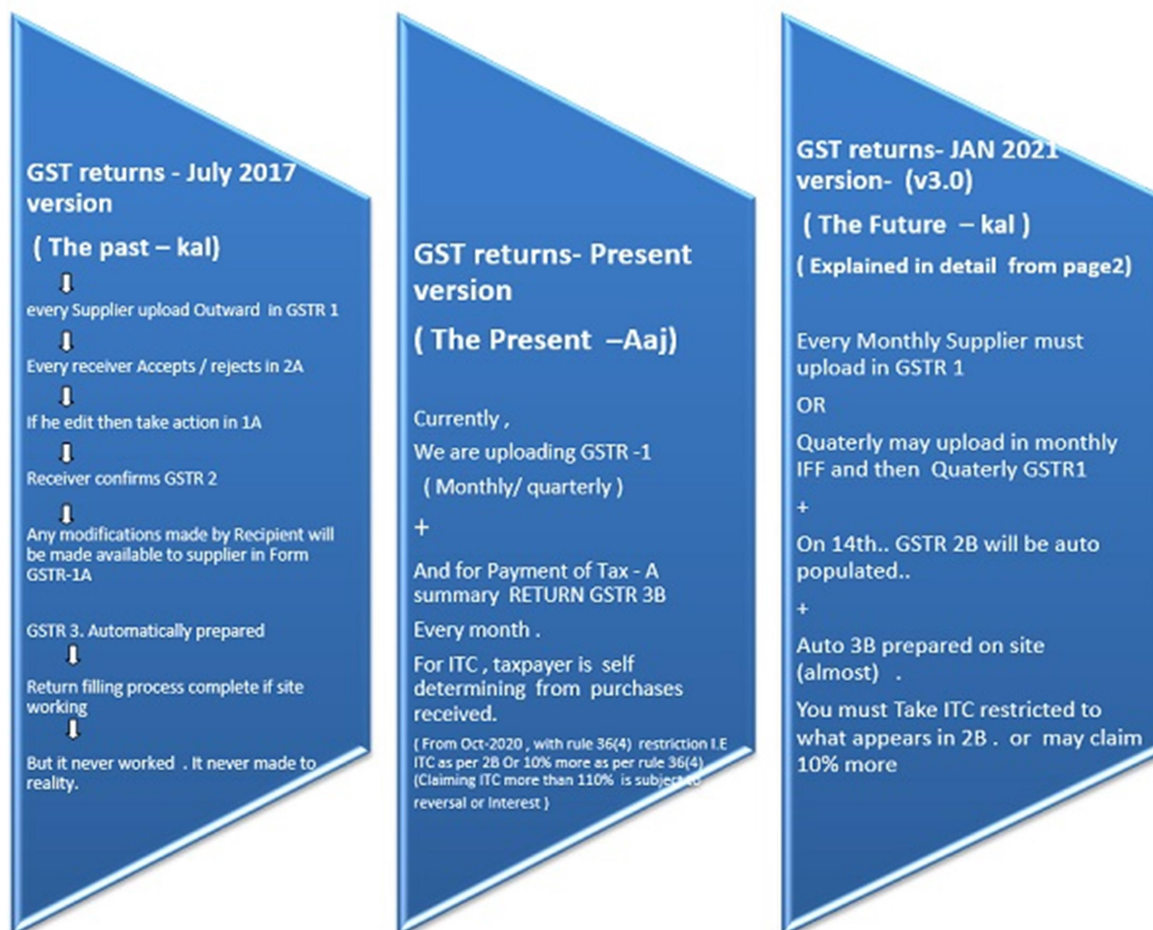 GST returns - July 2017
version
( The past – kal)
every Supplier upload Outward in GSTR 1
Every receiver Accepts / rejects in 2A
If he edit then take action in 1A
Receiver confirms GSTR 2
Any modifications made by Recipient will
be made available to supplier in Form
GSTR-1A
GSTR 3. Automatically prepared
Return filling process complete if site
working
But it never worked . It never made to
reality.
GST returns- Present
version
( The Present –Aaj)
Currently ,
We are uploading GSTR -1
( Monthly/ quarterly )
+
And for Payment of Tax - A
summary RETURN GSTR 3B
Every month .
For ITC , taxpayer is self
determining from purchases
received.
( From Oct-2020 , with rule 36(4) restriction I.E
ITC as per 2B Or 10% more as per rule 36(4)
(Claiming ITC more than 110% is subject to
reversal or Interest )
GST returns- JAN 2021
version- (v3.0)
( The Future – kal )
( Explained in detail from page2)
Every Monthly Supplier must
upload in GSTR 1
OR
Quaterly may upload in monthly
IFF and then Quaterly GSTR1
+
On 14th.. GSTR 2B will be auto
populated..
+
Auto 3B prepared on site
(almost) .
You must Take ITC restricted to
what appears in 2B . or may claim
10% more